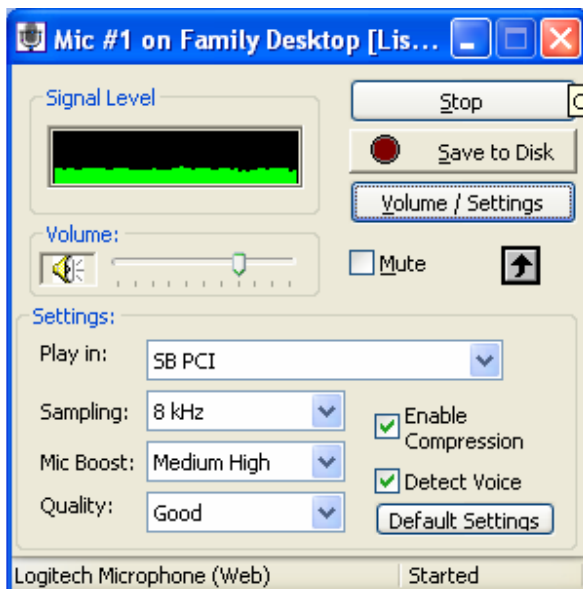 Mic #1 on Family Desktop [Lis...
Signal Level
Stop
Save to Disk
Volume / Settings
Volume:
Mute
Settings:
Play in:
SB PCI
Sampling:
8 kHz
Enable
Compression
Mic Boost:
Medium High
Detect Voice
Quality:
Good
Default Settings
Logitech Microphone (Web)
Started